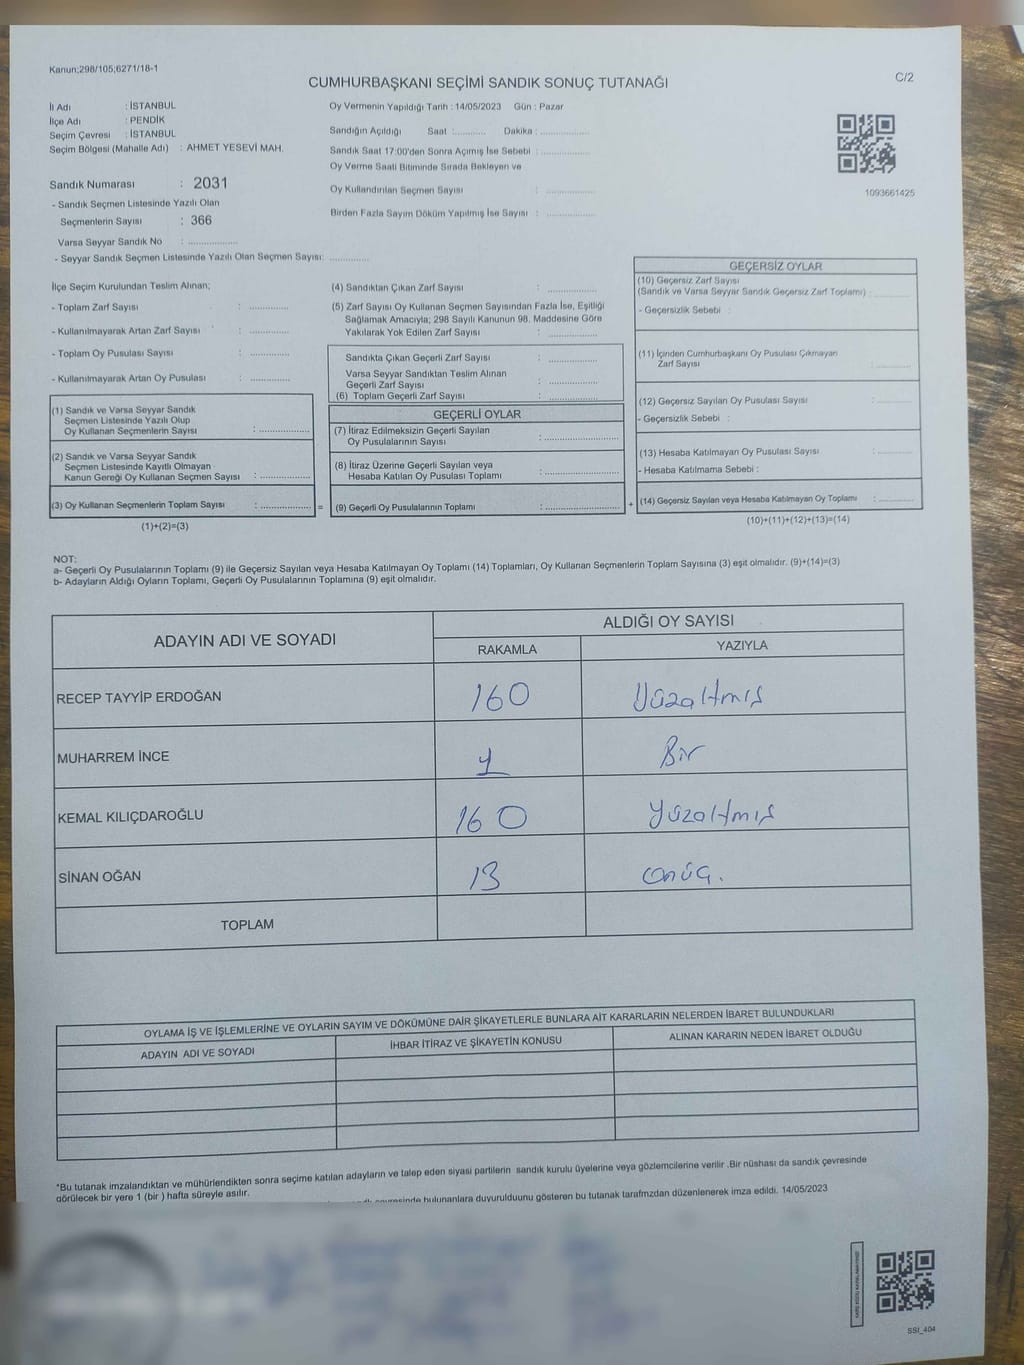 Kanun;298/105;6271/18-1
C/2
CUMHURBAŞKANI SEÇİMİ SANDIK SONUÇ TUTANAĞI
İl Adı : İSTANBUL
İlçe Adı : PENDİK
Seçim Çevresi : İSTANBUL
Seçim Bölgesi (Mahalle Adı) : AHMET YESEVİ MAH.
Sandık Numarası : 2031
- Sandık Seçmen Listesinde Yazılı Olan
Seçmenlerin Sayısı : 366
Varsa Seyyar Sandık No : ..................
- Seyyar Sandık Seçmen Listesinde Yazılı Olan Seçmen Sayısı: ..............
Oy Vermenin Yapıldığı Tarih : 14/05/2023 Gün : Pazar
Sandığın Açıldığı Saat :........... Dakika : .................
Sandık Saat 17:00'den Sonra Açımış İse Sebebi : .................
Oy Verme Saati Bitiminde Sırada Bekleyen ve
Oy Kullandırılan Seçmen Sayısı : .................
Birden Fazla Sayım Döküm Yapılmış İse Sayısı : .................
1093661425
İlçe Seçim Kurulundan Teslim Alınan;
- Toplam Zarf Sayısı : ..............
- Kullanılmayarak Artan Zarf Sayısı : ..............
- Toplam Oy Pusulası Sayısı : ..............
- Kullanılmayarak Artan Oy Pusulası : ..............
(1) Sandık ve Varsa Seyyar Sandık
Seçmen Listesinde Yazılı Olup
Oy Kullanan Seçmenlerin Sayısı : ..................
(2) Sandık ve Varsa Seyyar Sandık
Seçmen Listesinde Kayıtlı Olmayan
Kanun Gereği Oy Kullanan Seçmen Sayısı : ..................
(3) Oy Kullanan Seçmenlerin Toplam Sayısı : .................. =
(1)+(2)=(3)
(4) Sandıktan Çıkan Zarf Sayısı : .................
(5) Zarf Sayısı Oy Kullanan Seçmen Sayısından Fazla İse, Eşitliği
Sağlamak Amacıyla; 298 Sayılı Kanunun 98. Maddesine Göre
Yakılarak Yok Edilen Zarf Sayısı : .................
Sandıkta Çıkan Geçerli Zarf Sayısı : .................
Varsa Seyyar Sandıktan Teslim Alınan
Geçerli Zarf Sayısı : .................
(6) Toplam Geçerli Zarf Sayısı : .................
GEÇERLİ OYLAR
(7) İtiraz Edilmeksizin Geçerli Sayılan
Oy Pusulalarının Sayısı : .........................
(8) İtiraz Üzerine Geçerli Sayılan veya
Hesaba Katılan Oy Pusulası Toplamı : .........................
(9) Geçerli Oy Pusulalarının Toplamı : ......................... +
GEÇERSİZ OYLAR
(10) Geçersiz Zarf Sayısı
(Sandık ve Varsa Seyyar Sandık Geçersiz Zarf Toplamı) : .............
- Geçersizlik Sebebi :
(11) İçinden Cumhurbaşkanı Oy Pusulası Çıkmayan
Zarf Sayısı : .............
(12) Geçersiz Sayılan Oy Pusulası Sayısı : .............
- Geçersizlik Sebebi :
(13) Hesaba Katılmayan Oy Pusulası Sayısı : .............
- Hesaba Katılmama Sebebi :
(14) Geçersiz Sayılan veya Hesaba Katılmayan Oy Toplamı : .............
(10)+(11)+(12)+(13)=(14)
NOT:
a- Geçerli Oy Pusulalarının Toplamı (9) ile Geçersiz Sayılan veya Hesaba Katılmayan Oy Toplamı (14) Toplamları, Oy Kullanan Seçmenlerin Toplam Sayısına (3) eşit olmalıdır. (9)+(14)=(3)
b- Adayların Aldığı Oyların Toplamı, Geçerli Oy Pusulalarının Toplamına (9) eşit olmalıdır.
ADAYIN ADI VE SOYADI ALDIĞI OY SAYISI
RAKAMLA YAZIYLA
RECEP TAYYİP ERDOĞAN 160 Yüzaltmış
MUHARREM İNCE 1 Bir
KEMAL KILIÇDAROĞLU 160 Yüzaltmış
SİNAN OĞAN 13 onüç.
TOPLAM
OYLAMA İŞ VE İŞLEMLERİNE VE OYLARIN SAYIM VE DÖKÜMÜNE DAİR ŞİKAYETLERLE BUNLARA AİT KARARLARIN NELERDEN İBARET BULUNDUKLARI
ADAYIN ADI VE SOYADI İHBAR İTİRAZ VE ŞİKAYETİN KONUSU ALINAN KARARIN NEDEN İBARET OLDUĞU
*Bu tutanak imzalandıktan ve mühürlendikten sonra seçime katılan adayların ve talep eden siyasi partilerin sandık kurulu üyelerine veya gözlemcilerine verilir .Bir nüshası da sandık çevresinde
görülecek bir yere 1 (bir ) hafta süreyle asılır.
bulunanlara duyurulduunu gösteren bu tutanak tarafmzdan düzenlenerek imza edildi. 14/05/2023
SSI_404